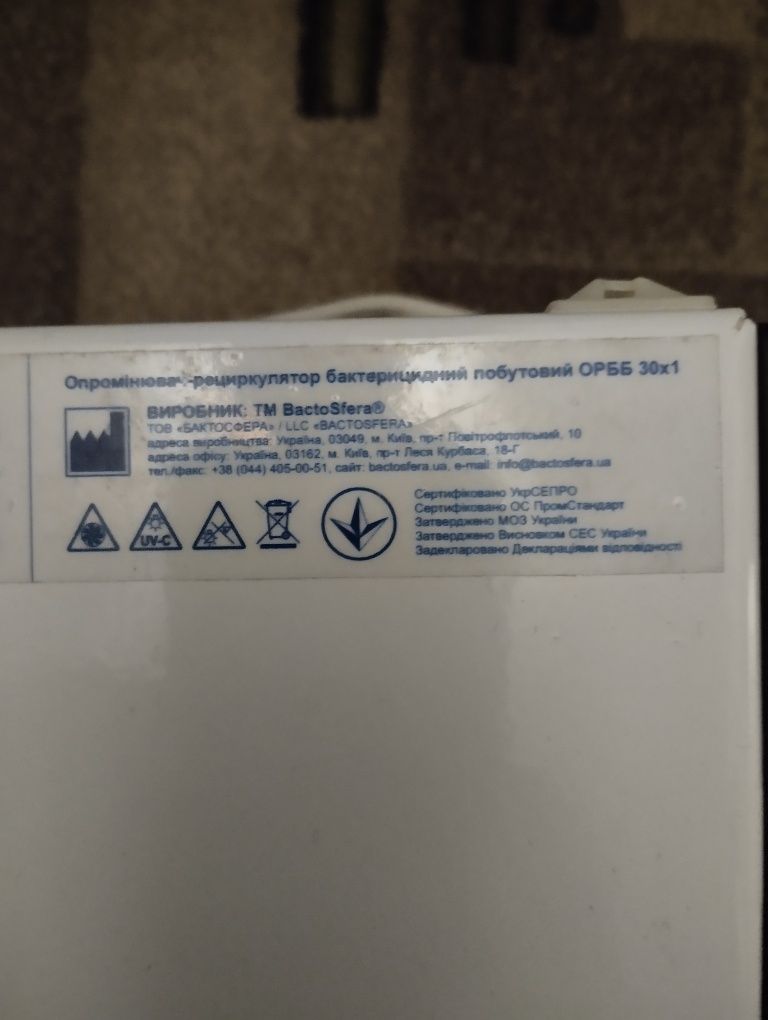 Опромінювач-рециркулятор бактерицидний побутовий ОРББ 30х1
ВИРОБНИК: ТМ BactoSfera®
ТОВ «БАКТОСФЕРА» / LLC «BACTOSFERA»
адреса виробництва: Україна, 03049, м. Київ, пр-т Повітрофлотський, 10
адреса офісу: Україна, 03162, м. Київ, пр-т Леся Курбаса, 18-Г
тел./факс: +38 (044) 405-00-51, сайт: bactosfera.ua, e-mail: info@bactosfera.ua
UV-C
Сертифіковано УкрСЕПРО
Сертифіковано ОС ПромСтандарт
Затверджено МОЗ України
Затверджено Висновком СЕС України
Задекларовано Деклараціями відповідності